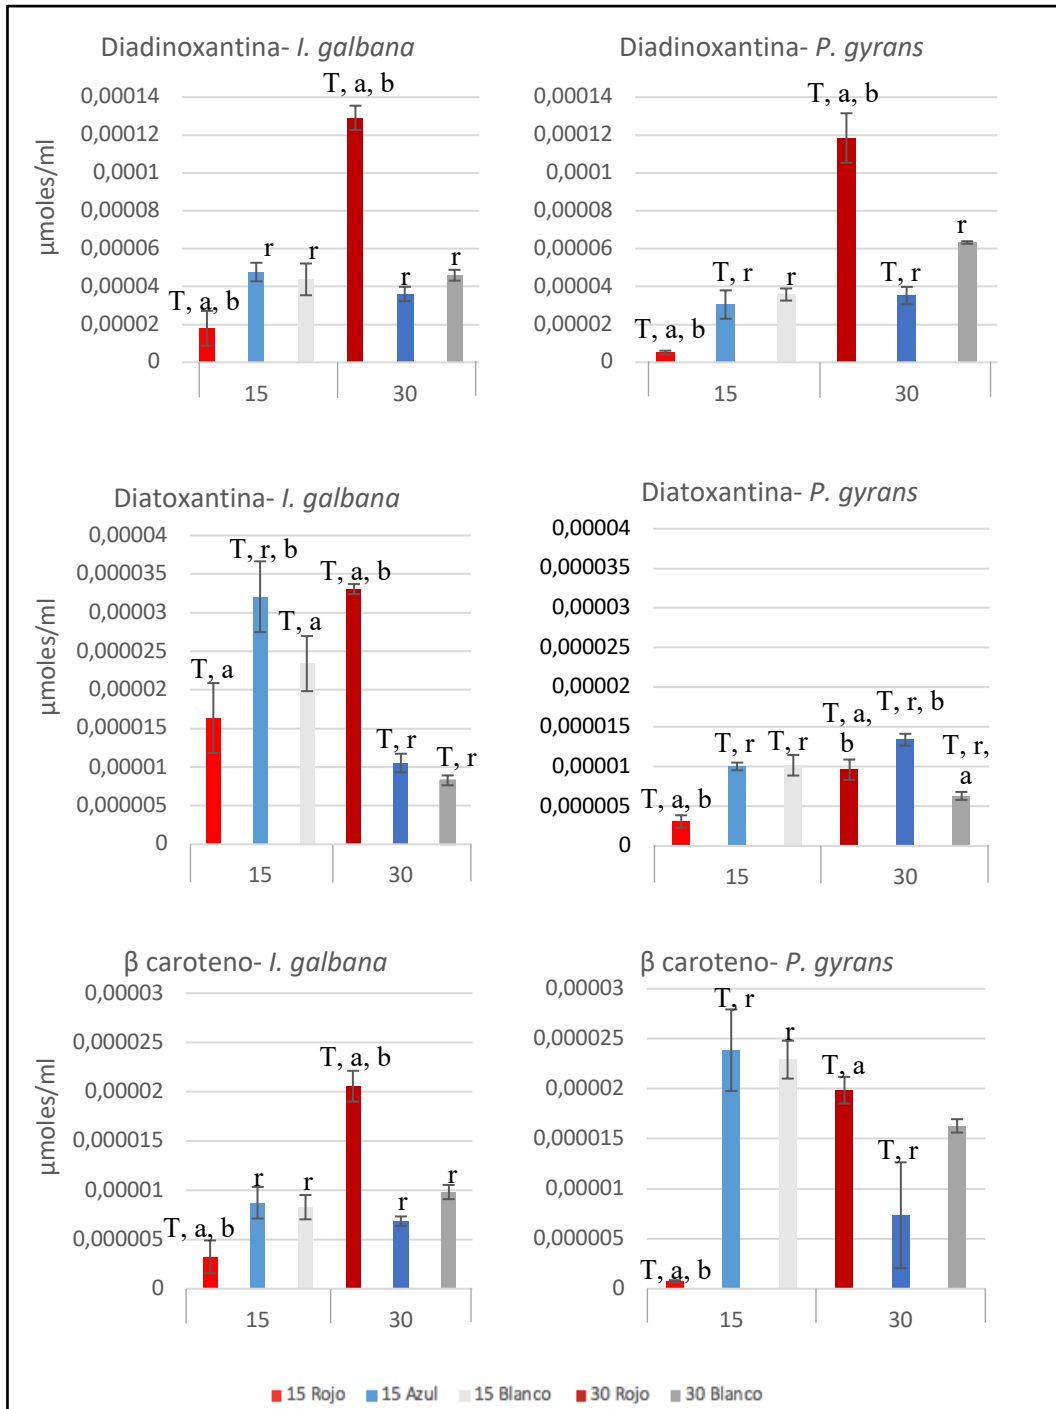 Diadinoxantina- I. galbana
0,00014
0,00012
0,0001
0,00008
0,00006
0,00004
0,00002
0
µmoles/ml
T, a, b
r
r
T, a, b
r
r
15
30
Diadinoxantina- P. gyrans
0,00014
0,00012
0,0001
0,00008
0,00006
0,00004
0,00002
0
T, a, b
T, r
r
T, a, b
T, r
r
15
30
Diatoxantina- I. galbana
0,00004
0,000035
0,00003
0,000025
0,00002
0,000015
0,00001
0,000005
0
µmoles/ml
T, a
T, r, b
T, a
T, a, b
T, r
T, r
15
30
Diatoxantina- P. gyrans
0,00004
0,000035
0,00003
0,000025
0,00002
0,000015
0,00001
0,000005
0
T, a, b
T, r
T, r
T, a,
b
T, r, b
T, r,
a
15
30
β caroteno- I. galbana
0,00003
0,000025
0,00002
0,000015
0,00001
0,000005
0
µmoles/ml
T, a, b
r
r
T, a, b
r
r
15
30
β caroteno- P. gyrans
0,00003
0,000025
0,00002
0,000015
0,00001
0,000005
0
T, a, b
T, r
r
T, a
T, r
15
30
15 Rojo 15 Azul 15 Blanco 30 Rojo 30 Blanco